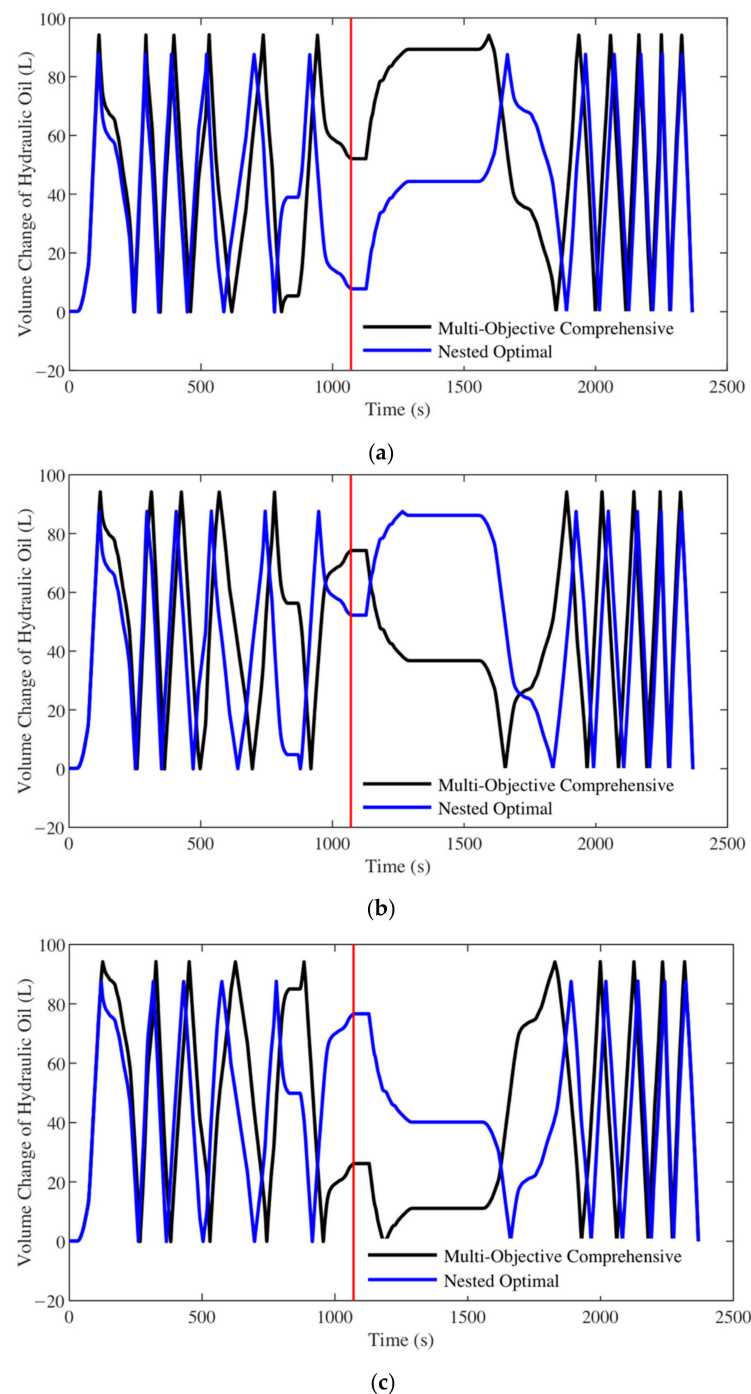 100
80
60
40
20
0
−20
Volume Change of Hydraulic Oil (L)
Multi-Objective Comprehensive
Nested Optimal
0 500 1000 1500 2000 2500
Time (s)
(a)
100
80
60
40
20
0
−20
Volume Change of Hydraulic Oil (L)
Multi-Objective Comprehensive
Nested Optimal
0 500 1000 1500 2000 2500
Time (s)
(b)
100
80
60
40
20
0
−20
Volume Change of Hydraulic Oil (L)
Multi-Objective Comprehensive
Nested Optimal
0 500 1000 1500 2000 2500
Time (s)
(c)